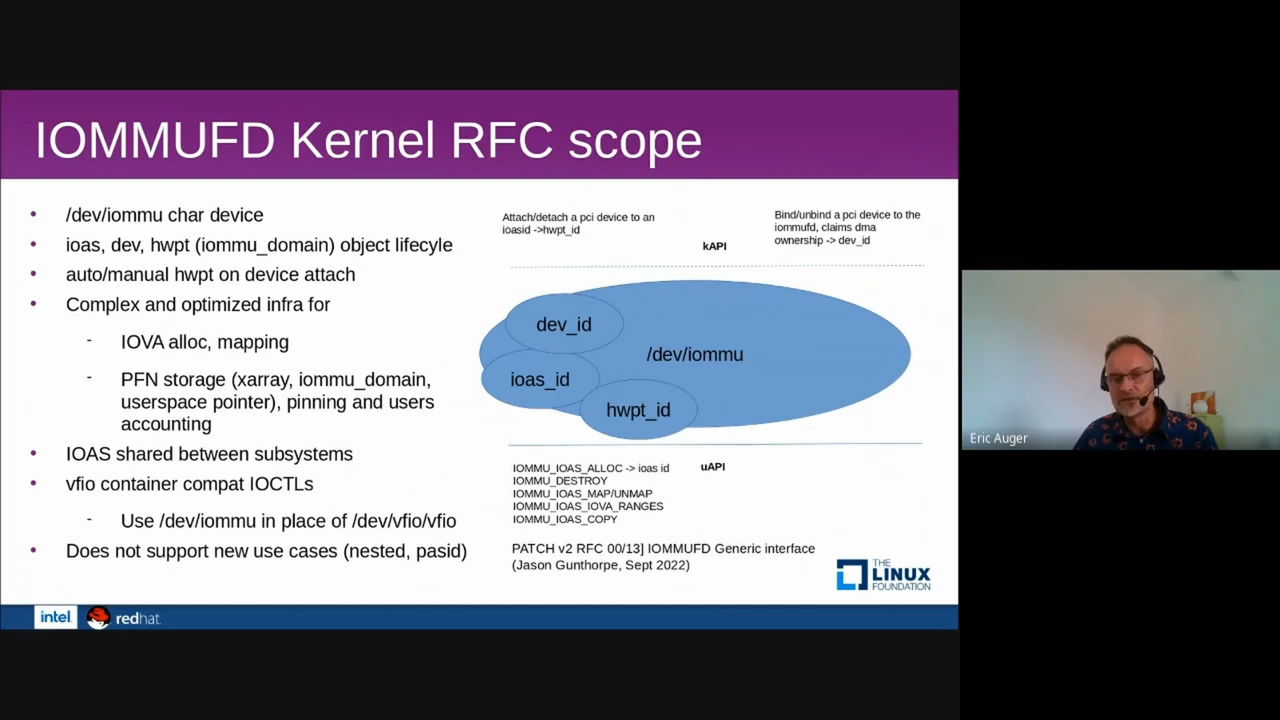 IOMMUFD Kernel RFC scope
• /dev/iommu char device
• ioas, dev, hwpt (iommu_domain) object lifecyle
• auto/manual hwpt on device attach
• Complex and optimized infra for
- IOVA alloc, mapping
- PFN storage (xarray, iommu_domain,
userspace pointer), pinning and users
accounting
• IOAS shared between subsystems
• vfio container compat IOCTLs
- Use /dev/iommu in place of /dev/vfio/vfio
• Does not support new use cases (nested, pasid)
Attach/detach a pci device to an
ioasid ->hwpt_id
kAPI
Bind/unbind a pci device to the
iommufd, claims dma
ownership -> dev_id
dev_id
/dev/iommu
ioas_id
hwpt_id
IOMMU_IOAS_ALLOC -> ioas id
uAPI
IOMMU_DESTROY
IOMMU_IOAS_MAP/UNMAP
IOMMU_IOAS_IOVA_RANGES
IOMMU_IOAS_COPY
PATCH v2 RFC 00/13] IOMMUFD Generic interface
(Jason Gunthorpe, Sept 2022)
THE
LINUX
FOUNDATION
intel
redhat
Eric Auger